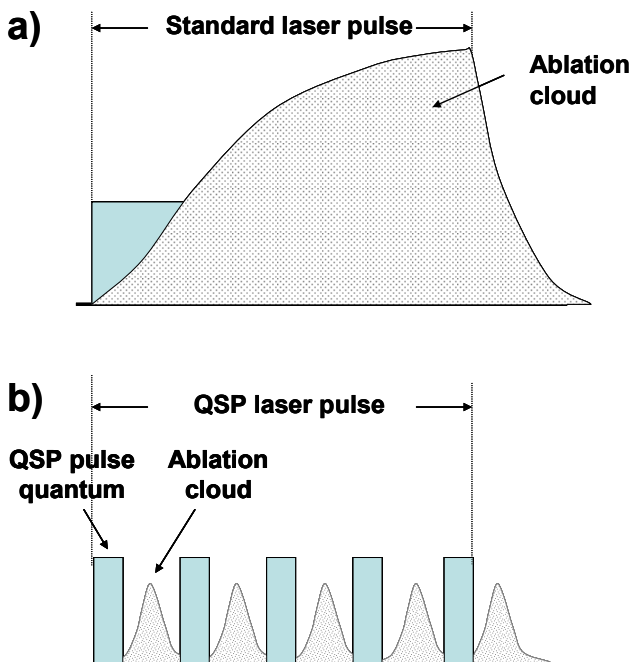 a)
Standard laser pulse
Ablation
cloud
b)
QSP laser pulse
QSP pulse
quantum
Ablation
cloud